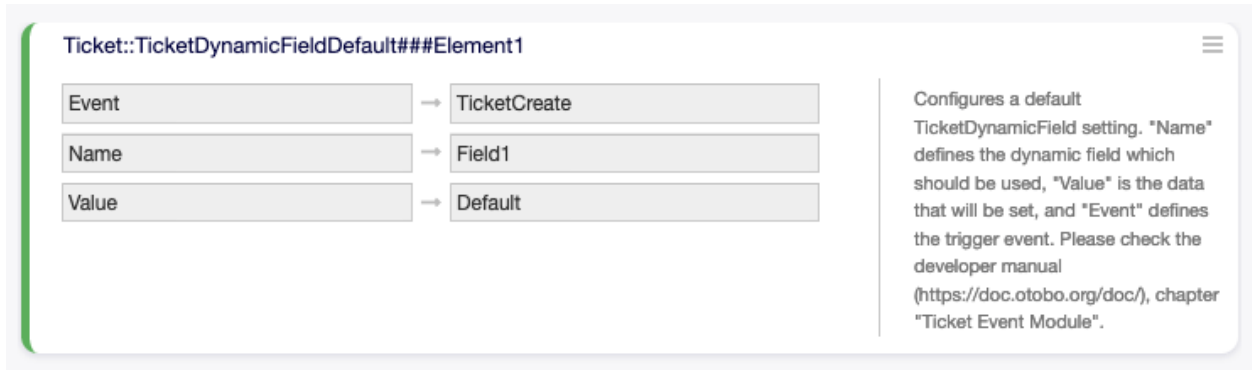 Ticket::TicketDynamicFieldDefault###Element1
Event → TicketCreate
Name → Field1
Value → Default
Configures a default
TicketDynamicField setting. "Name"
defines the dynamic field which
should be used, "Value" is the data
that will be set, and "Event" defines
the trigger event. Please check the
developer manual
(https://doc.otobo.org/doc/), chapter
"Ticket Event Module".